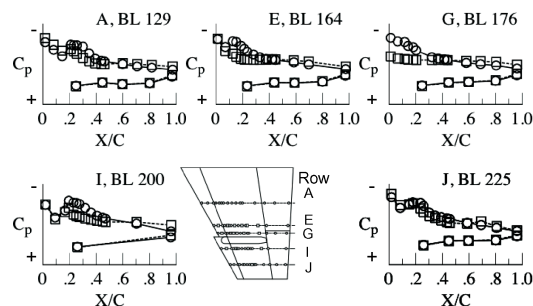 A, BL 129
E, BL 164
G, BL 176
- - -
Cp Cp Cp
+ + +
0 .2 .4 .6 .8 1.0
0 .2 .4 .6 .8 1.0
0 .2 .4 .6 .8 1.0
X/C X/C X/C
I, BL 200
Row
A
E
G
I
J
J, BL 225
- -
Cp Cp
+ +
0 .2 .4 .6 .8 1.0
0 .2 .4 .6 .8 1.0
X/C X/C